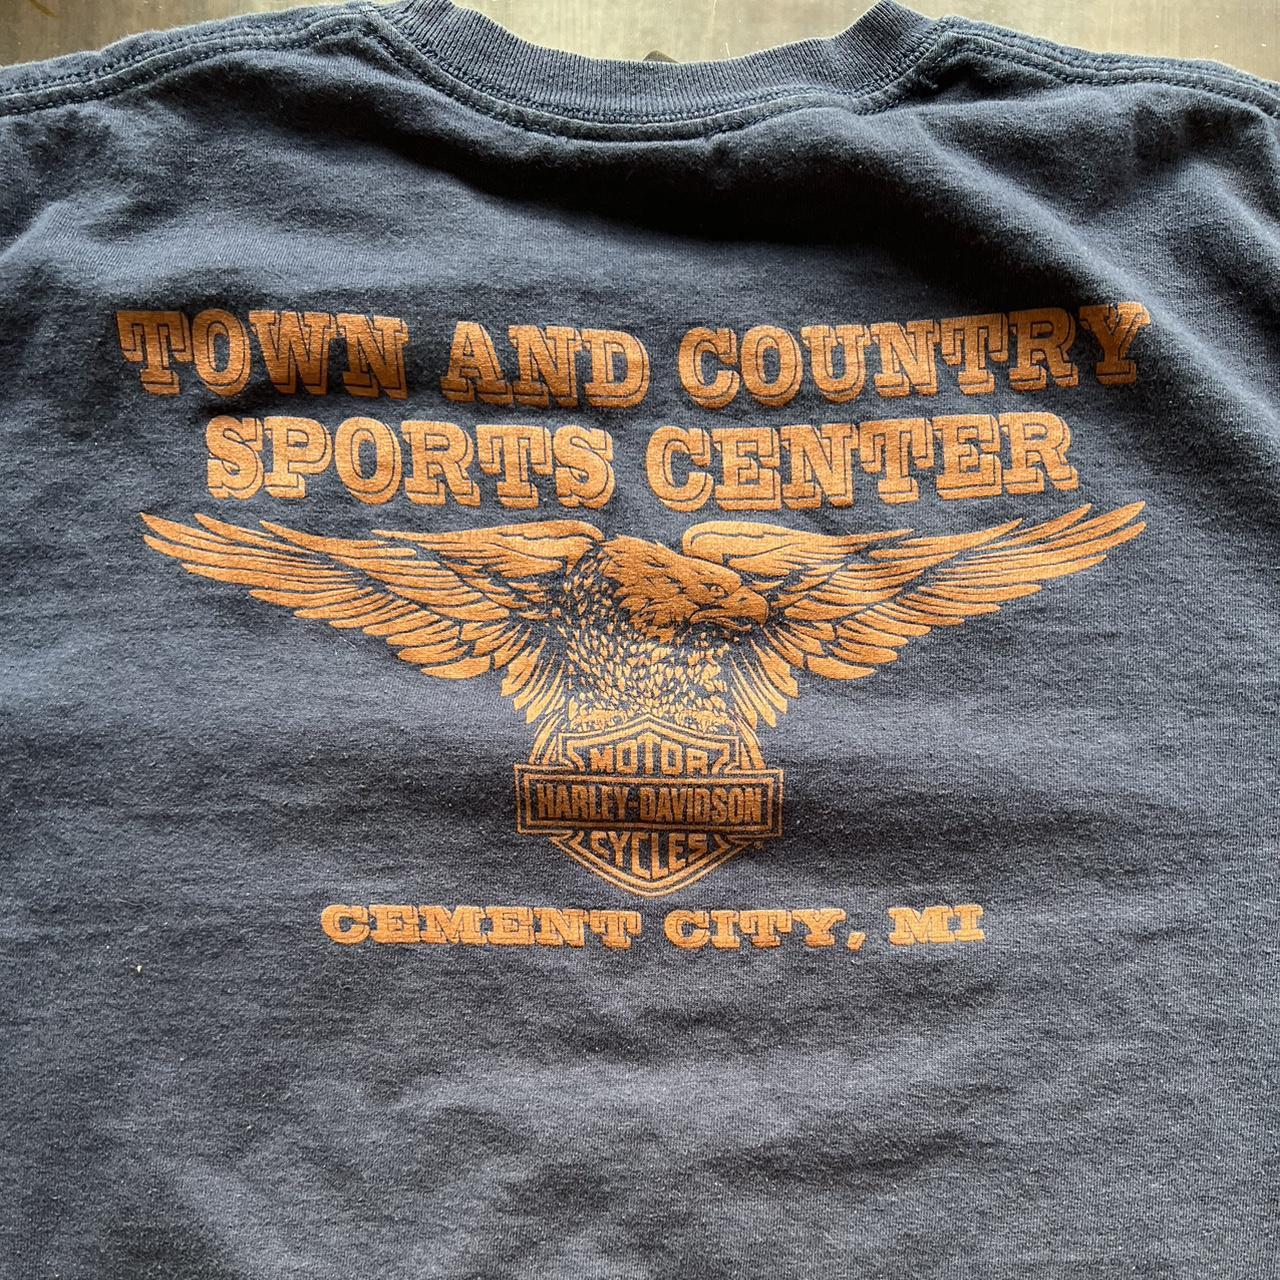 TOWN AND COUNTRY
SPORTS CENTER
MOTOR
HARLEY-DAVIDSON
CYCLES
CEMENT CITY, MI